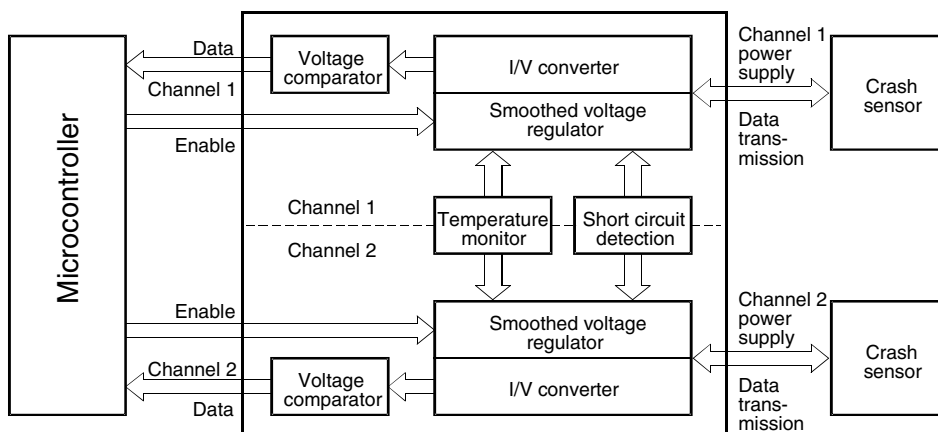 Microcontroller
Data
Channel 1
Enable
Voltage
comparator
I/V converter
Smoothed voltage
regulator
Channel 1
power
supply
Data
trans-
mission
Crash
sensor
Channel 1
Channel 2
Temperature
monitor
Short circuit
detection
Enable
Channel 2
Data
Voltage
comparator
Smoothed voltage
regulator
I/V converter
Channel 2
power
supply
Data
trans-
mission
Crash
sensor